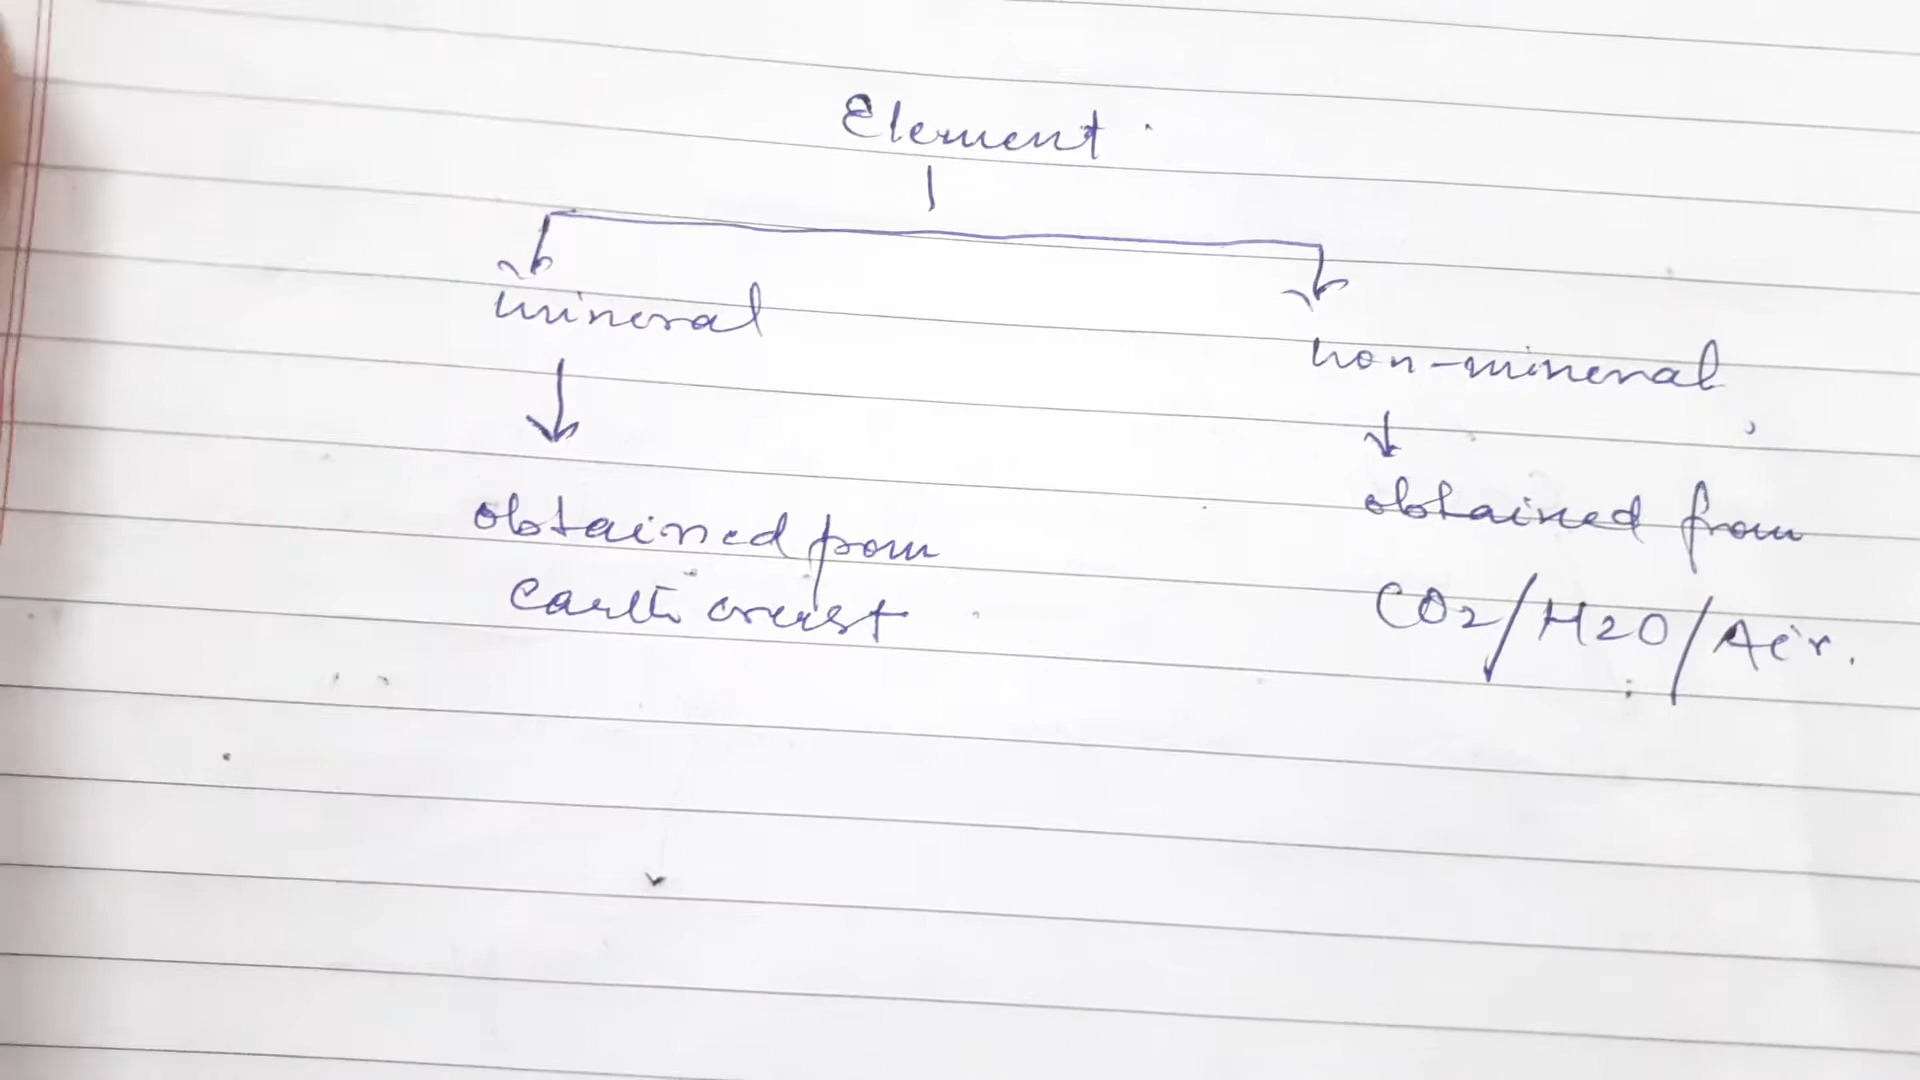 Element
mineral
non-mineral
obtained from
earth crust
obtained from
CO2/H2O/Air.